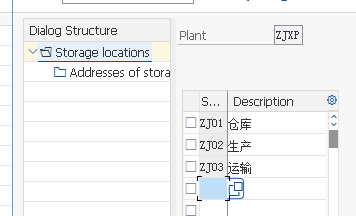 Dialog Structure
Storage locations
Addresses of stora
Plant ZJXP
S... Description
ZJ01 仓库
ZJ02 生产
ZJ03 运输